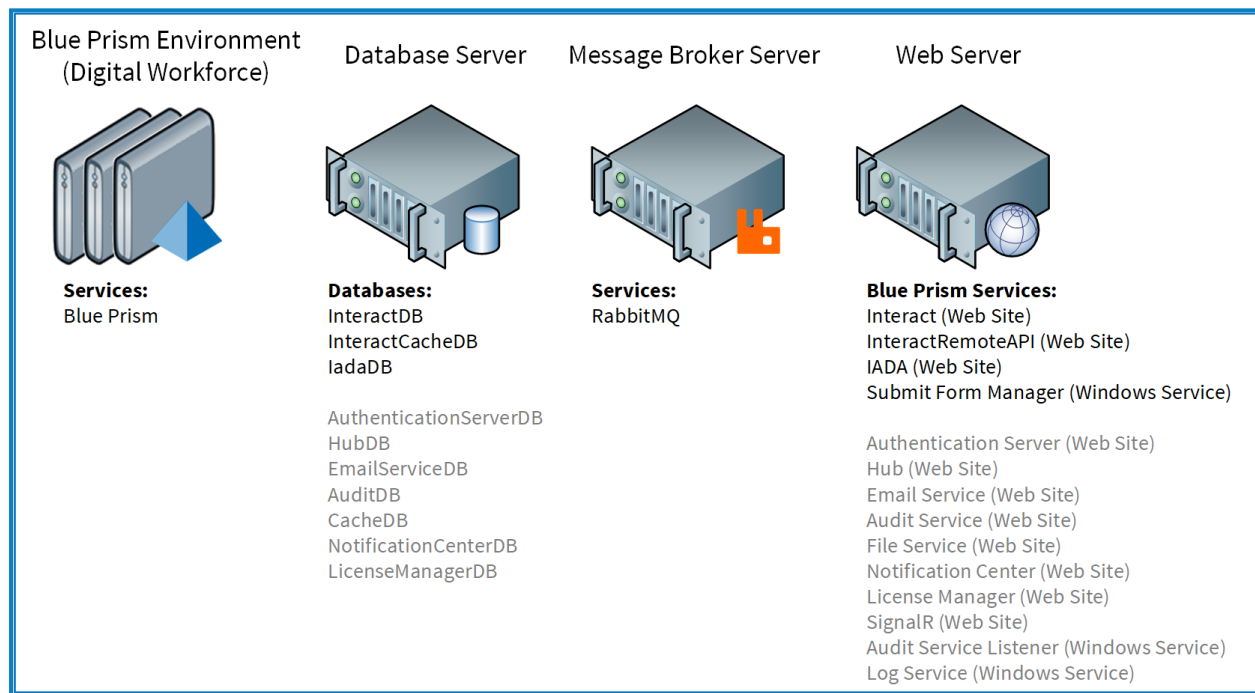 Blue Prism Environment
(Digital Workforce)
Services:
Blue Prism
Database Server
Databases:
InteractDB
InteractCacheDB
IadaDB
AuthenticationServerDB
HubDB
EmailServiceDB
AuditDB
CacheDB
NotificationCenterDB
LicenseManagerDB
Message Broker Server
Services:
RabbitMQ
Web Server
Blue Prism Services:
Interact (Web Site)
InteractRemoteAPI (Web Site)
IADA (Web Site)
Submit Form Manager (Windows Service)
Authentication Server (Web Site)
Hub (Web Site)
Email Service (Web Site)
Audit Service (Web Site)
File Service (Web Site)
Notification Center (Web Site)
License Manager (Web Site)
SignalR (Web Site)
Audit Service Listener (Windows Service)
Log Service (Windows Service)